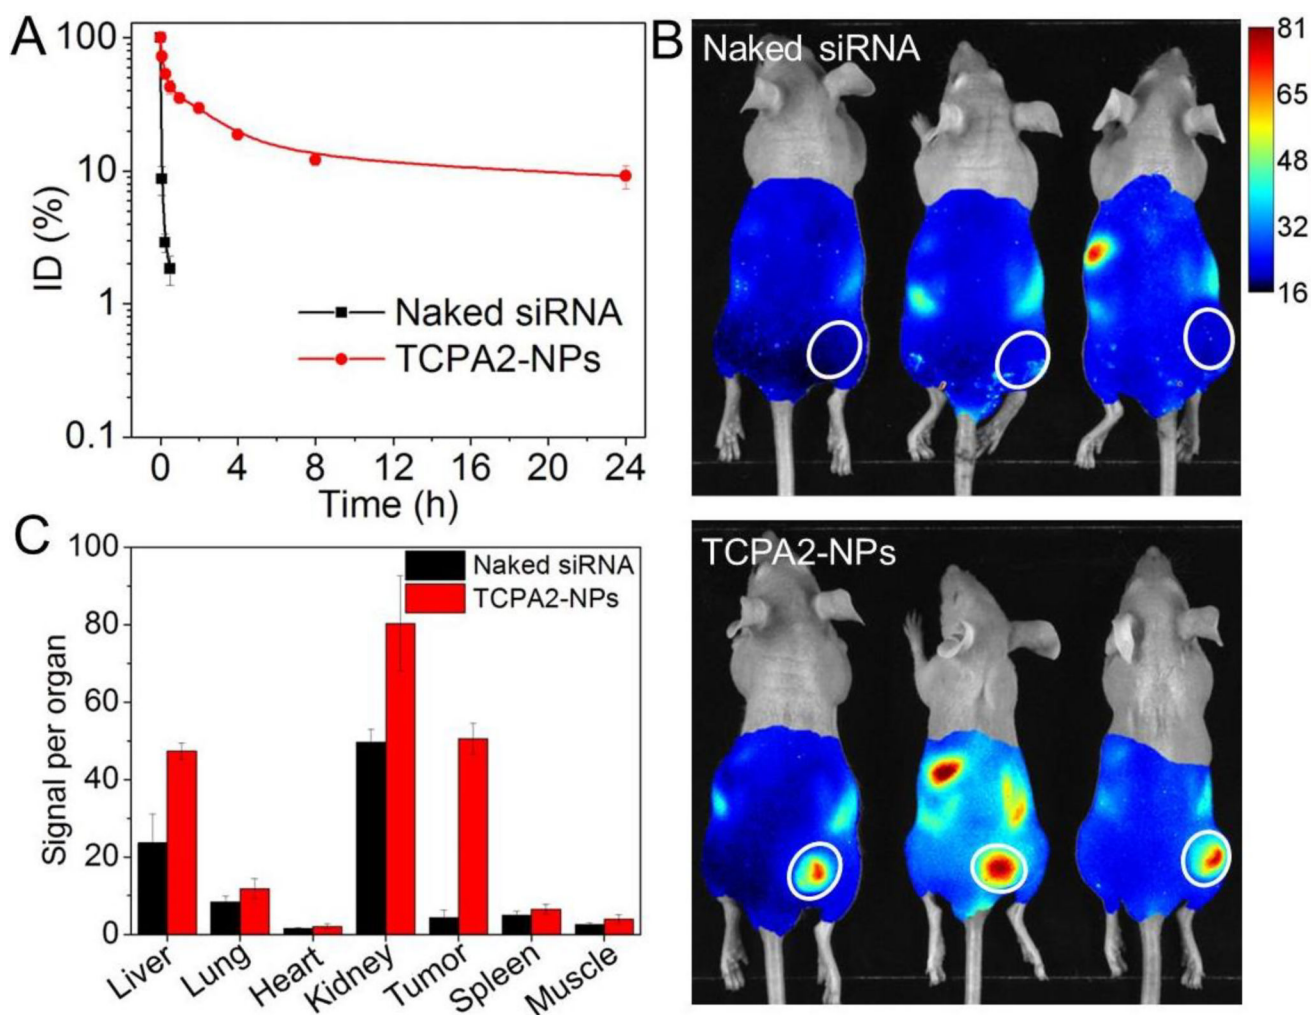 A
100
10
1
0.1
ID (%)
Naked siRNA
TCPA2-NPs
0 4 8 12 16 20 24
Time (h)
B
Naked siRNA
81
65
48
32
16
TCPA2-NPs
C
100
80
60
40
20
0
Signal per organ
Naked siRNA
TCPA2-NPs
Liver Lung Heart Kidney Tumor Spleen Muscle